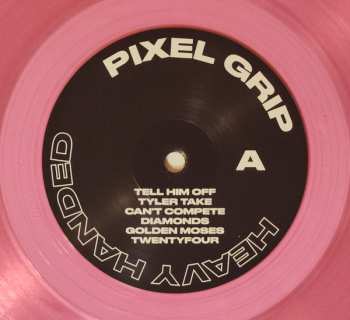 PIXEL GRIP
A
TELL HIM OFF
TYLER TAKE
CAN'T COMPETE
DIAMONDS
GOLDEN MOSES
TWENTYFOUR
HEAVY HANDED